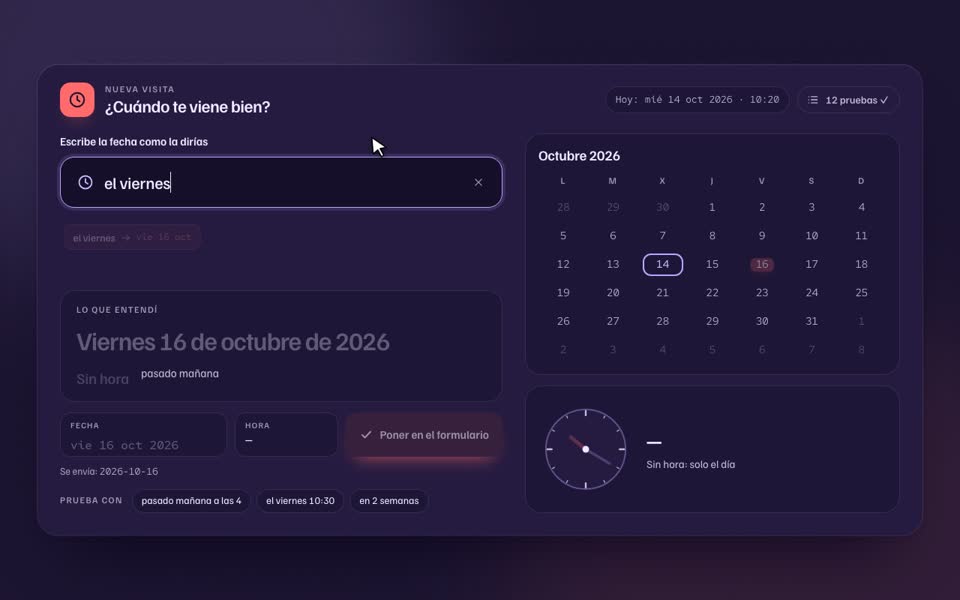 NUEVA VISITA
¿Cuándo te viene bien?
Hoy: mié 14 oct 2026 · 10:20
12 pruebas ✓
Escribe la fecha como la dirías
el viernes
el viernes → vie 16 oct
LO QUE ENTENDÍ
Viernes 16 de octubre de 2026
Sin hora pasado mañana
FECHA
vie 16 oct 2026
HORA
—
Poner en el formulario
Se envía: 2026-10-16
PRUEBA CON pasado mañana a las 4 el viernes 10:30 en 2 semanas
Octubre 2026
L M X J V S D
28 29 30 1 2 3 4
5 6 7 8 9 10 11
12 13 14 15 16 17 18
19 20 21 22 23 24 25
26 27 28 29 30 31 1
2 3 4 5 6 7 8
—
Sin hora: solo el día